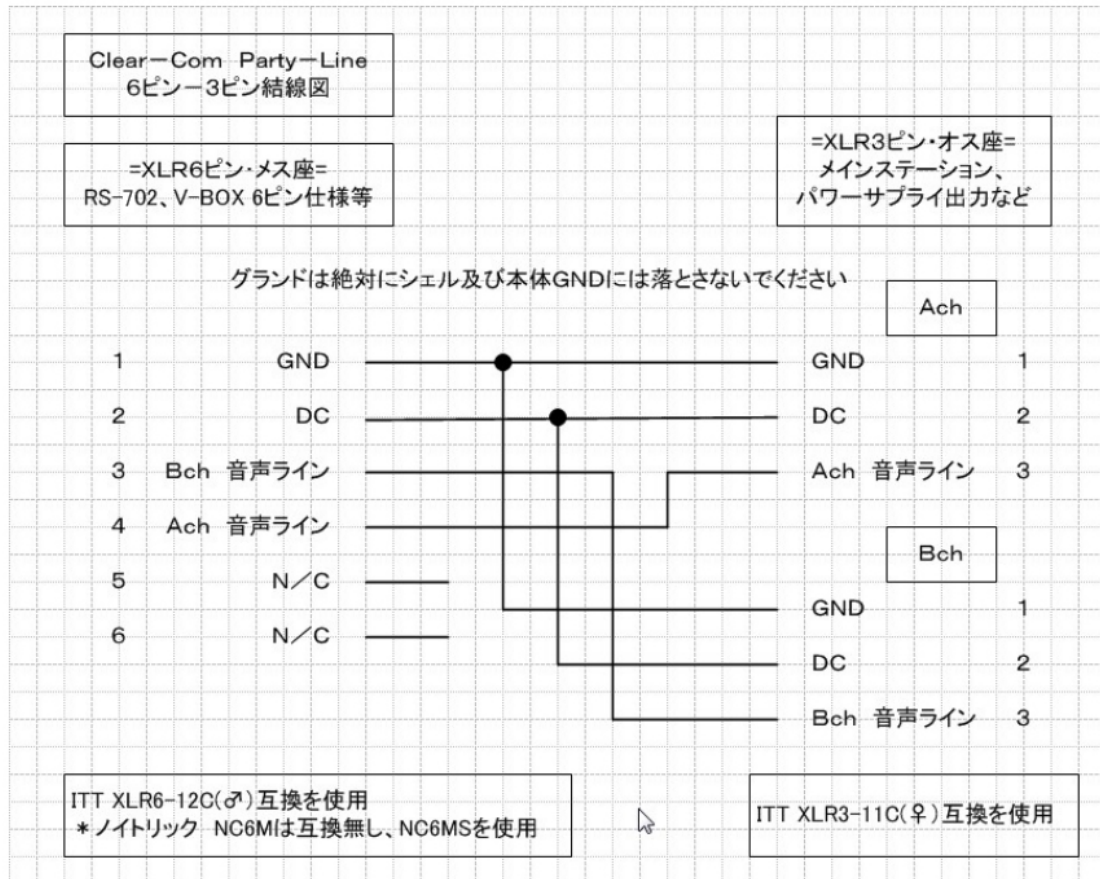 Clear－Com Party－Line
6ピン－3ピン結線図
=XLR6ピン・メス座=
RS-702、V-BOX 6ピン仕様等
=XLR3ピン・オス座=
メインステーション、
パワーサプライ出力など
グランドは絶対にシェル及び本体GNDには落とさないでください
Ach
1 GND GND 1
2 DC DC 2
3 Bch 音声ライン Ach 音声ライン 3
4 Ach 音声ライン
Bch
5 N／C
GND 1
6 N／C
DC 2
Bch 音声ライン 3
ITT XLR6-12C(♂)互換を使用
＊ノイトリック NC6Mは互換無し、NC6MSを使用
ITT XLR3-11C(♀)互換を使用